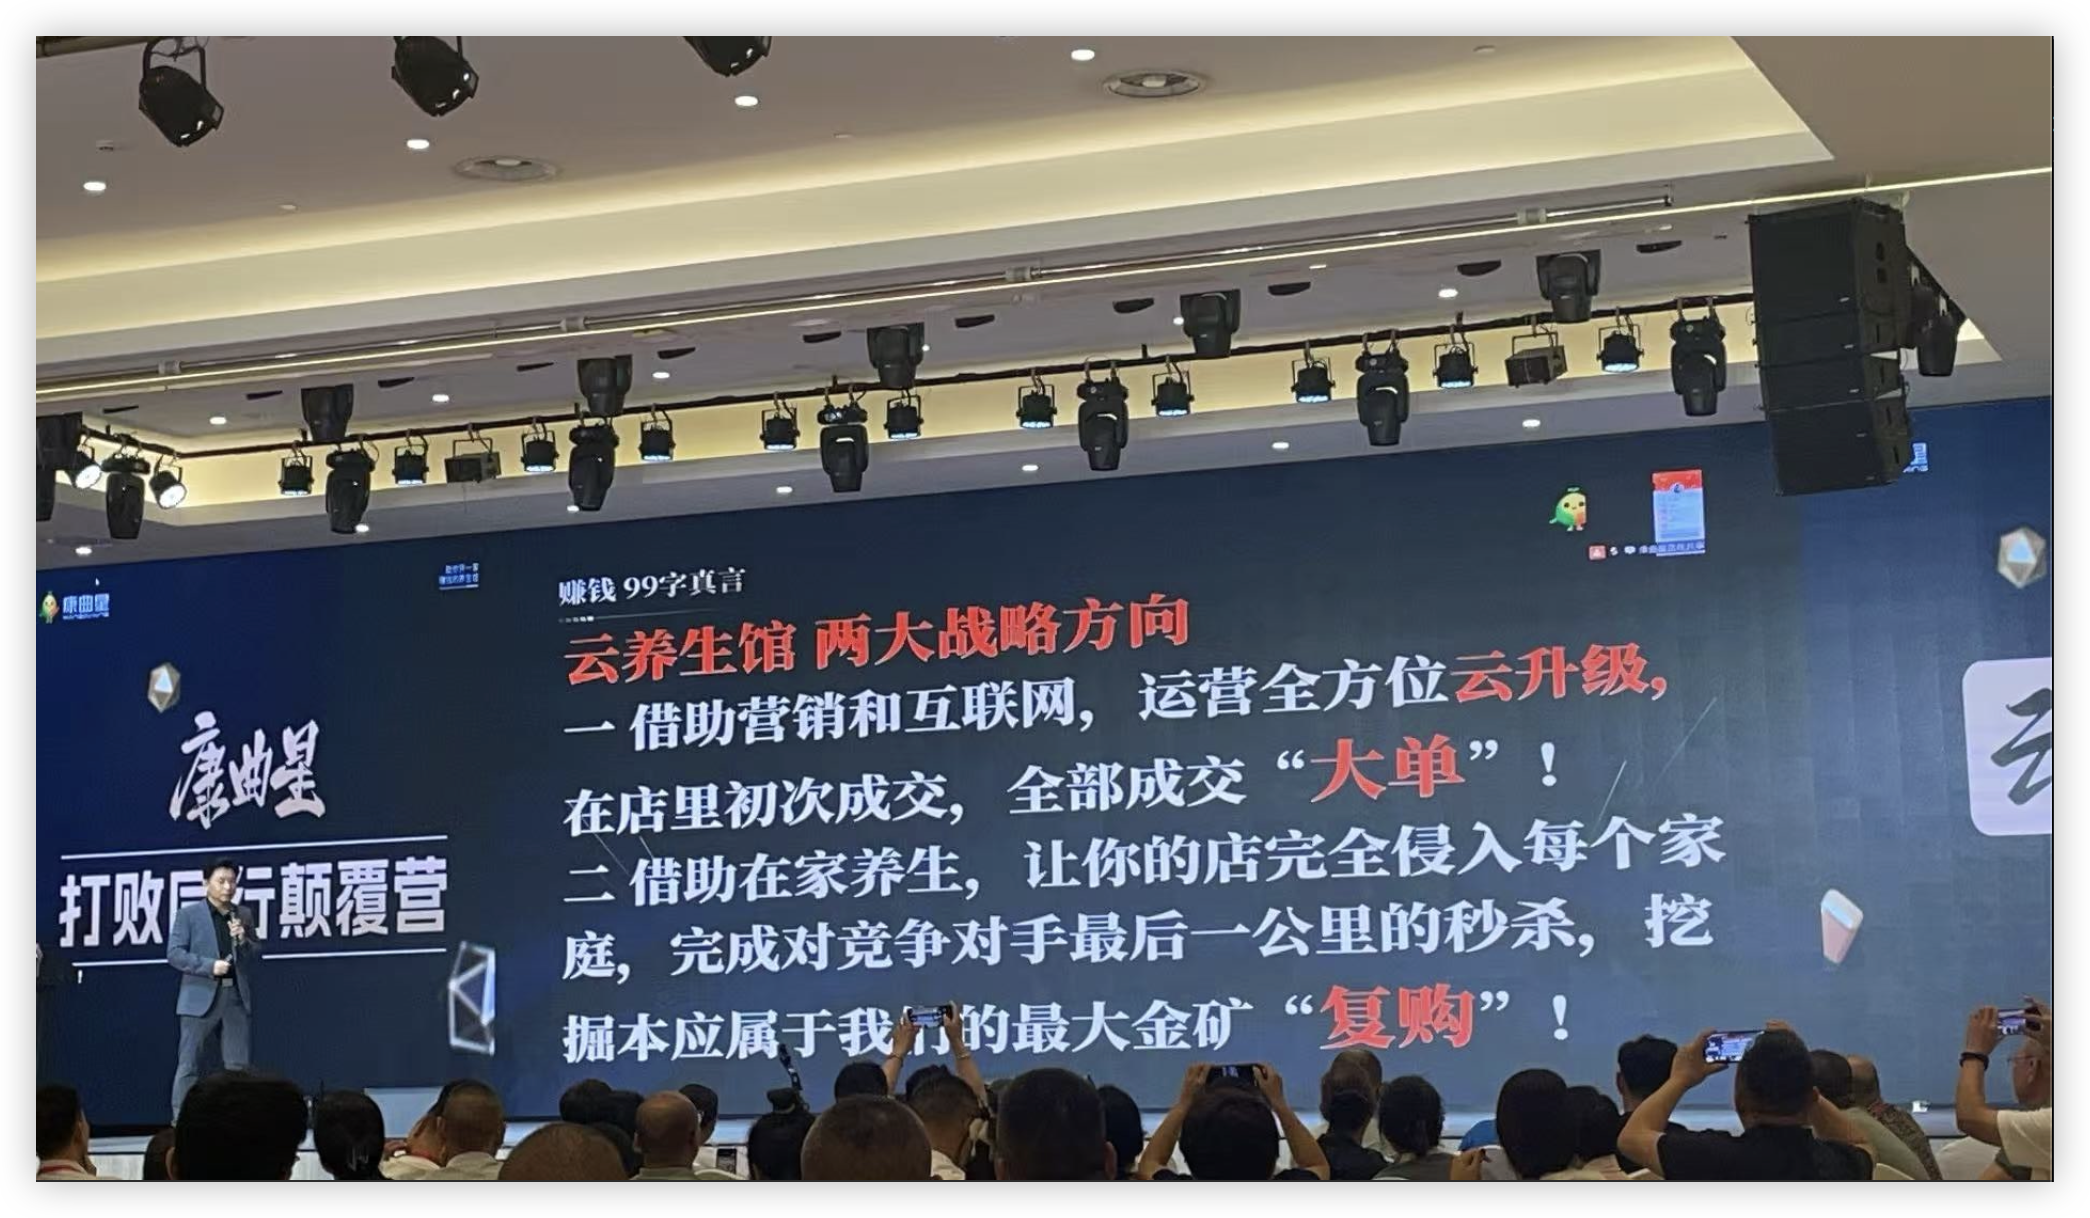 康曲星
赚钱 99字真言
云养生馆 两大战略方向
一 借助营销和互联网，运营全方位云升级，
在店里初次成交，全部成交“大单”！
二 借助在家养生，让你的店完全侵入每个家
庭，完成对竞争对手最后一公里的秒杀，挖
掘本应属于我们的最大金矿“复购”！
康曲星
打败同行颠覆营
云